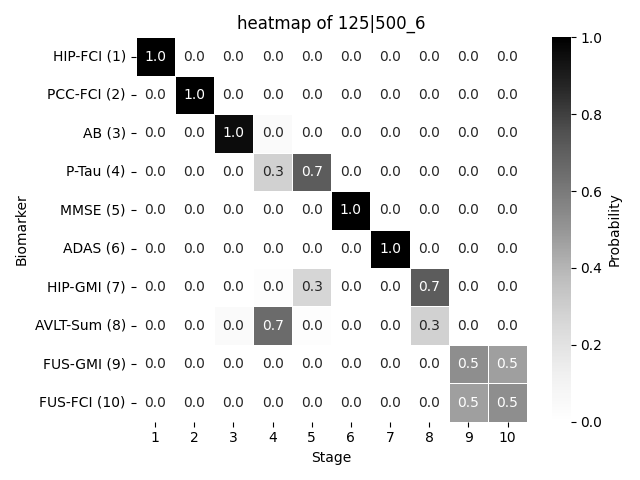 heatmap of 125|500_6
HIP-FCI (1) 1.0 0.0 0.0 0.0 0.0 0.0 0.0 0.0 0.0 0.0
PCC-FCI (2) 0.0 1.0 0.0 0.0 0.0 0.0 0.0 0.0 0.0 0.0
AB (3) 0.0 0.0 1.0 0.0 0.0 0.0 0.0 0.0 0.0 0.0
P-Tau (4) 0.0 0.0 0.0 0.3 0.7 0.0 0.0 0.0 0.0 0.0
MMSE (5) 0.0 0.0 0.0 0.0 0.0 1.0 0.0 0.0 0.0 0.0
ADAS (6) 0.0 0.0 0.0 0.0 0.0 0.0 1.0 0.0 0.0 0.0
HIP-GMI (7) 0.0 0.0 0.0 0.0 0.3 0.0 0.0 0.7 0.0 0.0
AVLT-Sum (8) 0.0 0.0 0.0 0.7 0.0 0.0 0.0 0.3 0.0 0.0
FUS-GMI (9) 0.0 0.0 0.0 0.0 0.0 0.0 0.0 0.0 0.5 0.5
FUS-FCI (10) 0.0 0.0 0.0 0.0 0.0 0.0 0.0 0.0 0.5 0.5
1 2 3 4 5 6 7 8 9 10
Stage
Biomarker
1.0
0.8
0.6
0.4
0.2
0.0
Probability